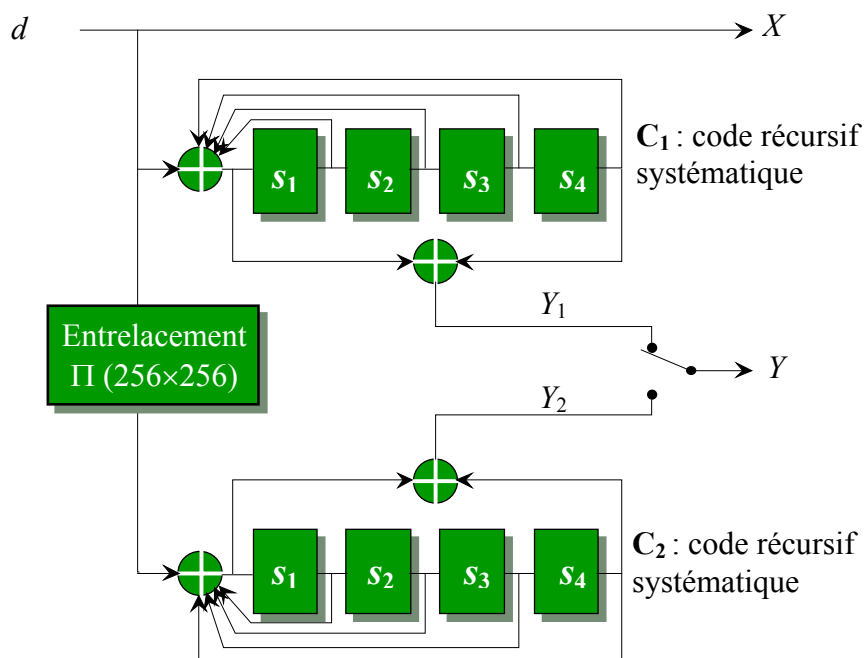 d
X
s1
s2
s3
s4
C1 : code récursif
systématique
Y1
Entrelacement
Π (256×256)
Y
Y2
s1
s2
s3
s4
C2 : code récursif
systématique